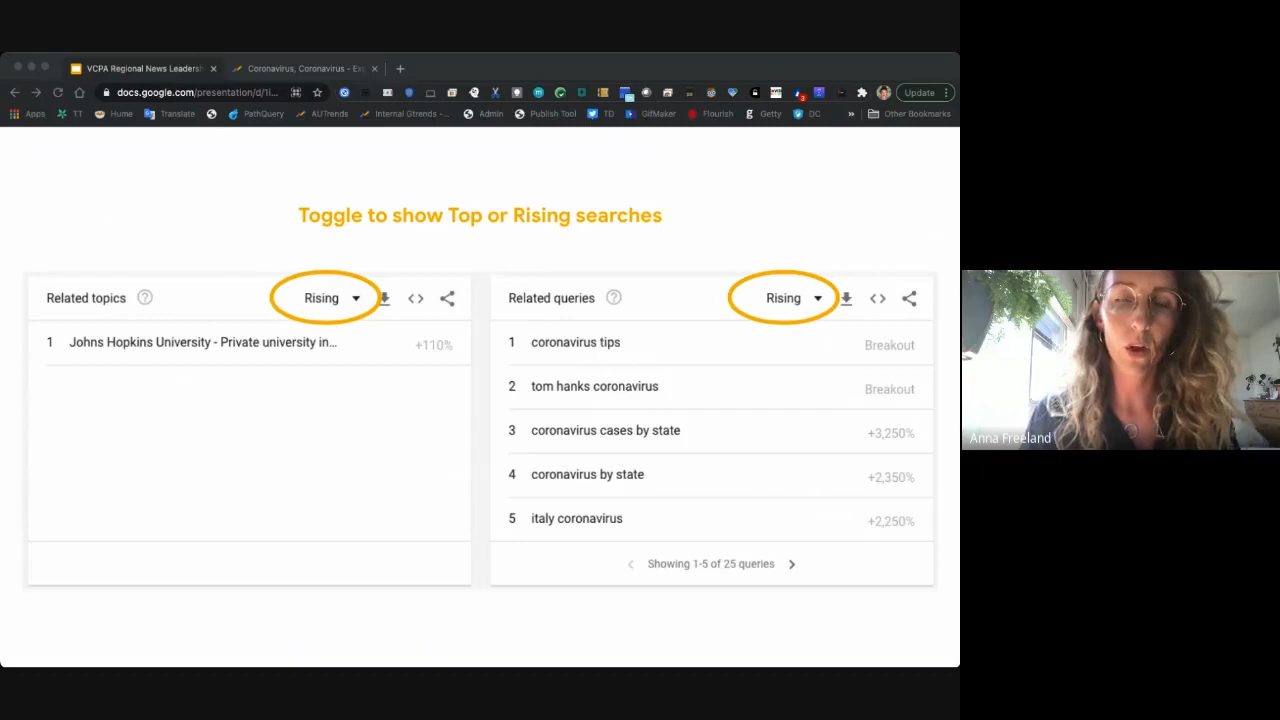 VCPA Regional News Leadersh
Coronavirus, Coronavirus - Ex
docs.google.com/presentation/d/1i...
Update
Apps
TT
Home
Translate
PathQuery
AUTrends
Internal Gtrends -...
Admin
Publish Tool
TD
GifMaker
Flourish
Getty
DC
»
Other Bookmarks
Toggle to show Top or Rising searches
Related topics
Rising
1 Johns Hopkins University - Private university in... +110%
Related queries
Rising
1 coronavirus tips Breakout
2 tom hanks coronavirus Breakout
3 coronavirus cases by state +3,250%
4 coronavirus by state +2,350%
5 italy coronavirus +2,250%
Showing 1-5 of 25 queries
Anna Freeland